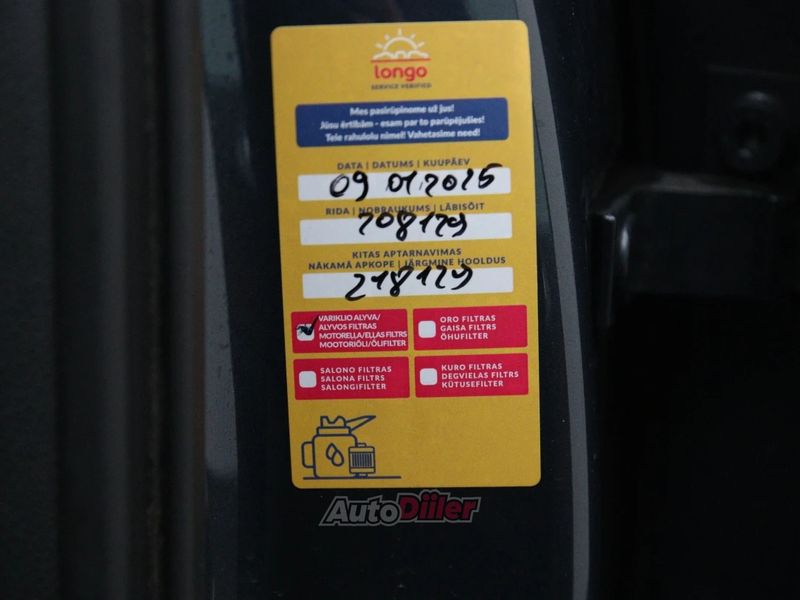 longo
SERVICE VERIFIED
Mes pasirūpinome už jus!
Jūsu ērtībām - esam par to parūpējušies!
Teie rahulolu nimel! Vahetasime need!
DATA | DATUMS | KUUPÄEV
09 01 2025
RIDA | NOBRAUKUMS | LÄBISÕIT
208129
KITAS APTARNAVIMAS
NĀKAMĀ APKOPE | JÄRGMINE HOOLDUS
218129
VARIKLIO ALYVA/
ALYVOS FILTRAS
MOTORELLA/EĻĻAS FILTRS
MOOTORIÕLI/ÕLIFILTER
ORO FILTRAS
GAISA FILTRS
ÕHUFILTER
SALONO FILTRAS
SALONA FILTRS
SALONGIFILTER
KURO FILTRAS
DEGVIELAS FILTRS
KÜTUSEFILTER
AutoDiiler